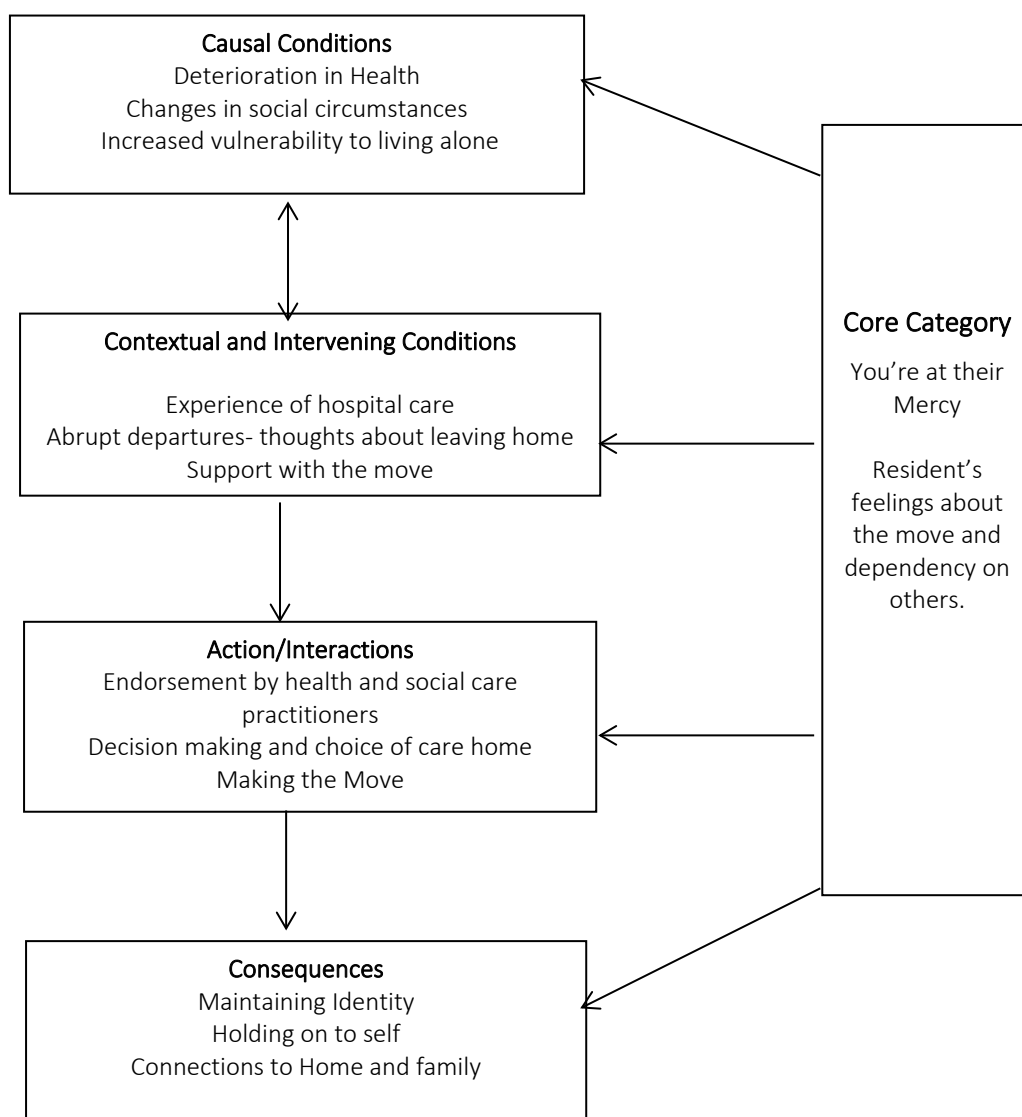 Causal Conditions
Deterioration in Health
Changes in social circumstances
Increased vulnerability to living alone
Contextual and Intervening Conditions
Experience of hospital care
Abrupt departures- thoughts about leaving home
Support with the move
Action/Interactions
Endorsement by health and social care
practitioners
Decision making and choice of care home
Making the Move
Consequences
Maintaining Identity
Holding on to self
Connections to Home and family
Core Category
You're at their
Mercy
Resident's
feelings about
the move and
dependency on
others.